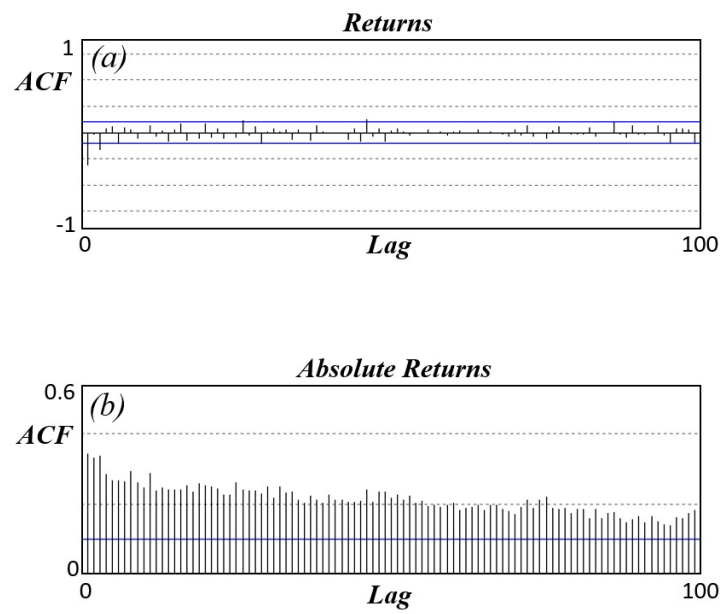 Returns
1
(a)
ACF
-1
0
Lag
100
Absolute Returns
0.6
(b)
ACF
0
0
Lag
100